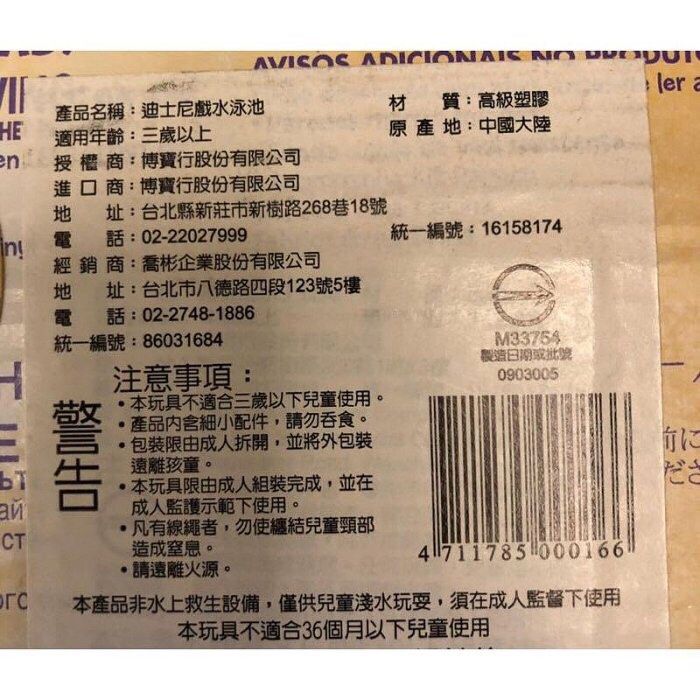 AVISOS ADICIONAIS NO PRODUTO
ler a
產品名稱：迪士尼戲水泳池
適用年齡：三歲以上
授權商：博寶行股份有限公司
進口商：博寶行股份有限公司
地 址：台北縣新莊市新樹路268巷18號
電 話：02-22027999
經銷商：喬彬企業股份有限公司
地 址：台北市八德路四段123號5樓
電 話：02-2748-1886
統一編號：86031684
材 質：高級塑膠
原產地：中國大陸
統一編號：16158174
M33754
製造日期或批號
0903005
警告
注意事項：
・本玩具不適合三歲以下兒童使用。
・產品內含細小配件，請勿吞食。
・包裝限由成人拆開，並將外包裝
遠離孩童。
・本玩具限由成人組裝完成，並在
成人監護示範下使用。
・凡有線繩者，勿使纏結兒童頸部
造成窒息。
・請遠離火源。
4 711785 000166
本產品非水上救生設備，僅供兒童淺水玩耍，須在成人監督下使用
本玩具不適合36個月以下兒童使用